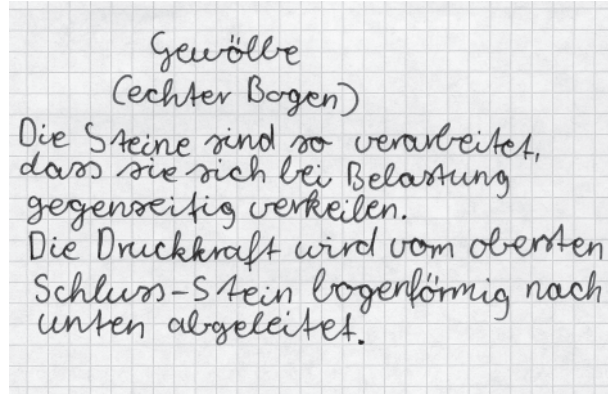 Gewölbe
(echter Bogen)
Die Steine sind so verarbeitet,
dass sie sich bei Belastung
gegenseitig verkeilen.
Die Druckkraft wird vom obersten
Schluss-Stein bogenförmig nach
unten abgeleitet.